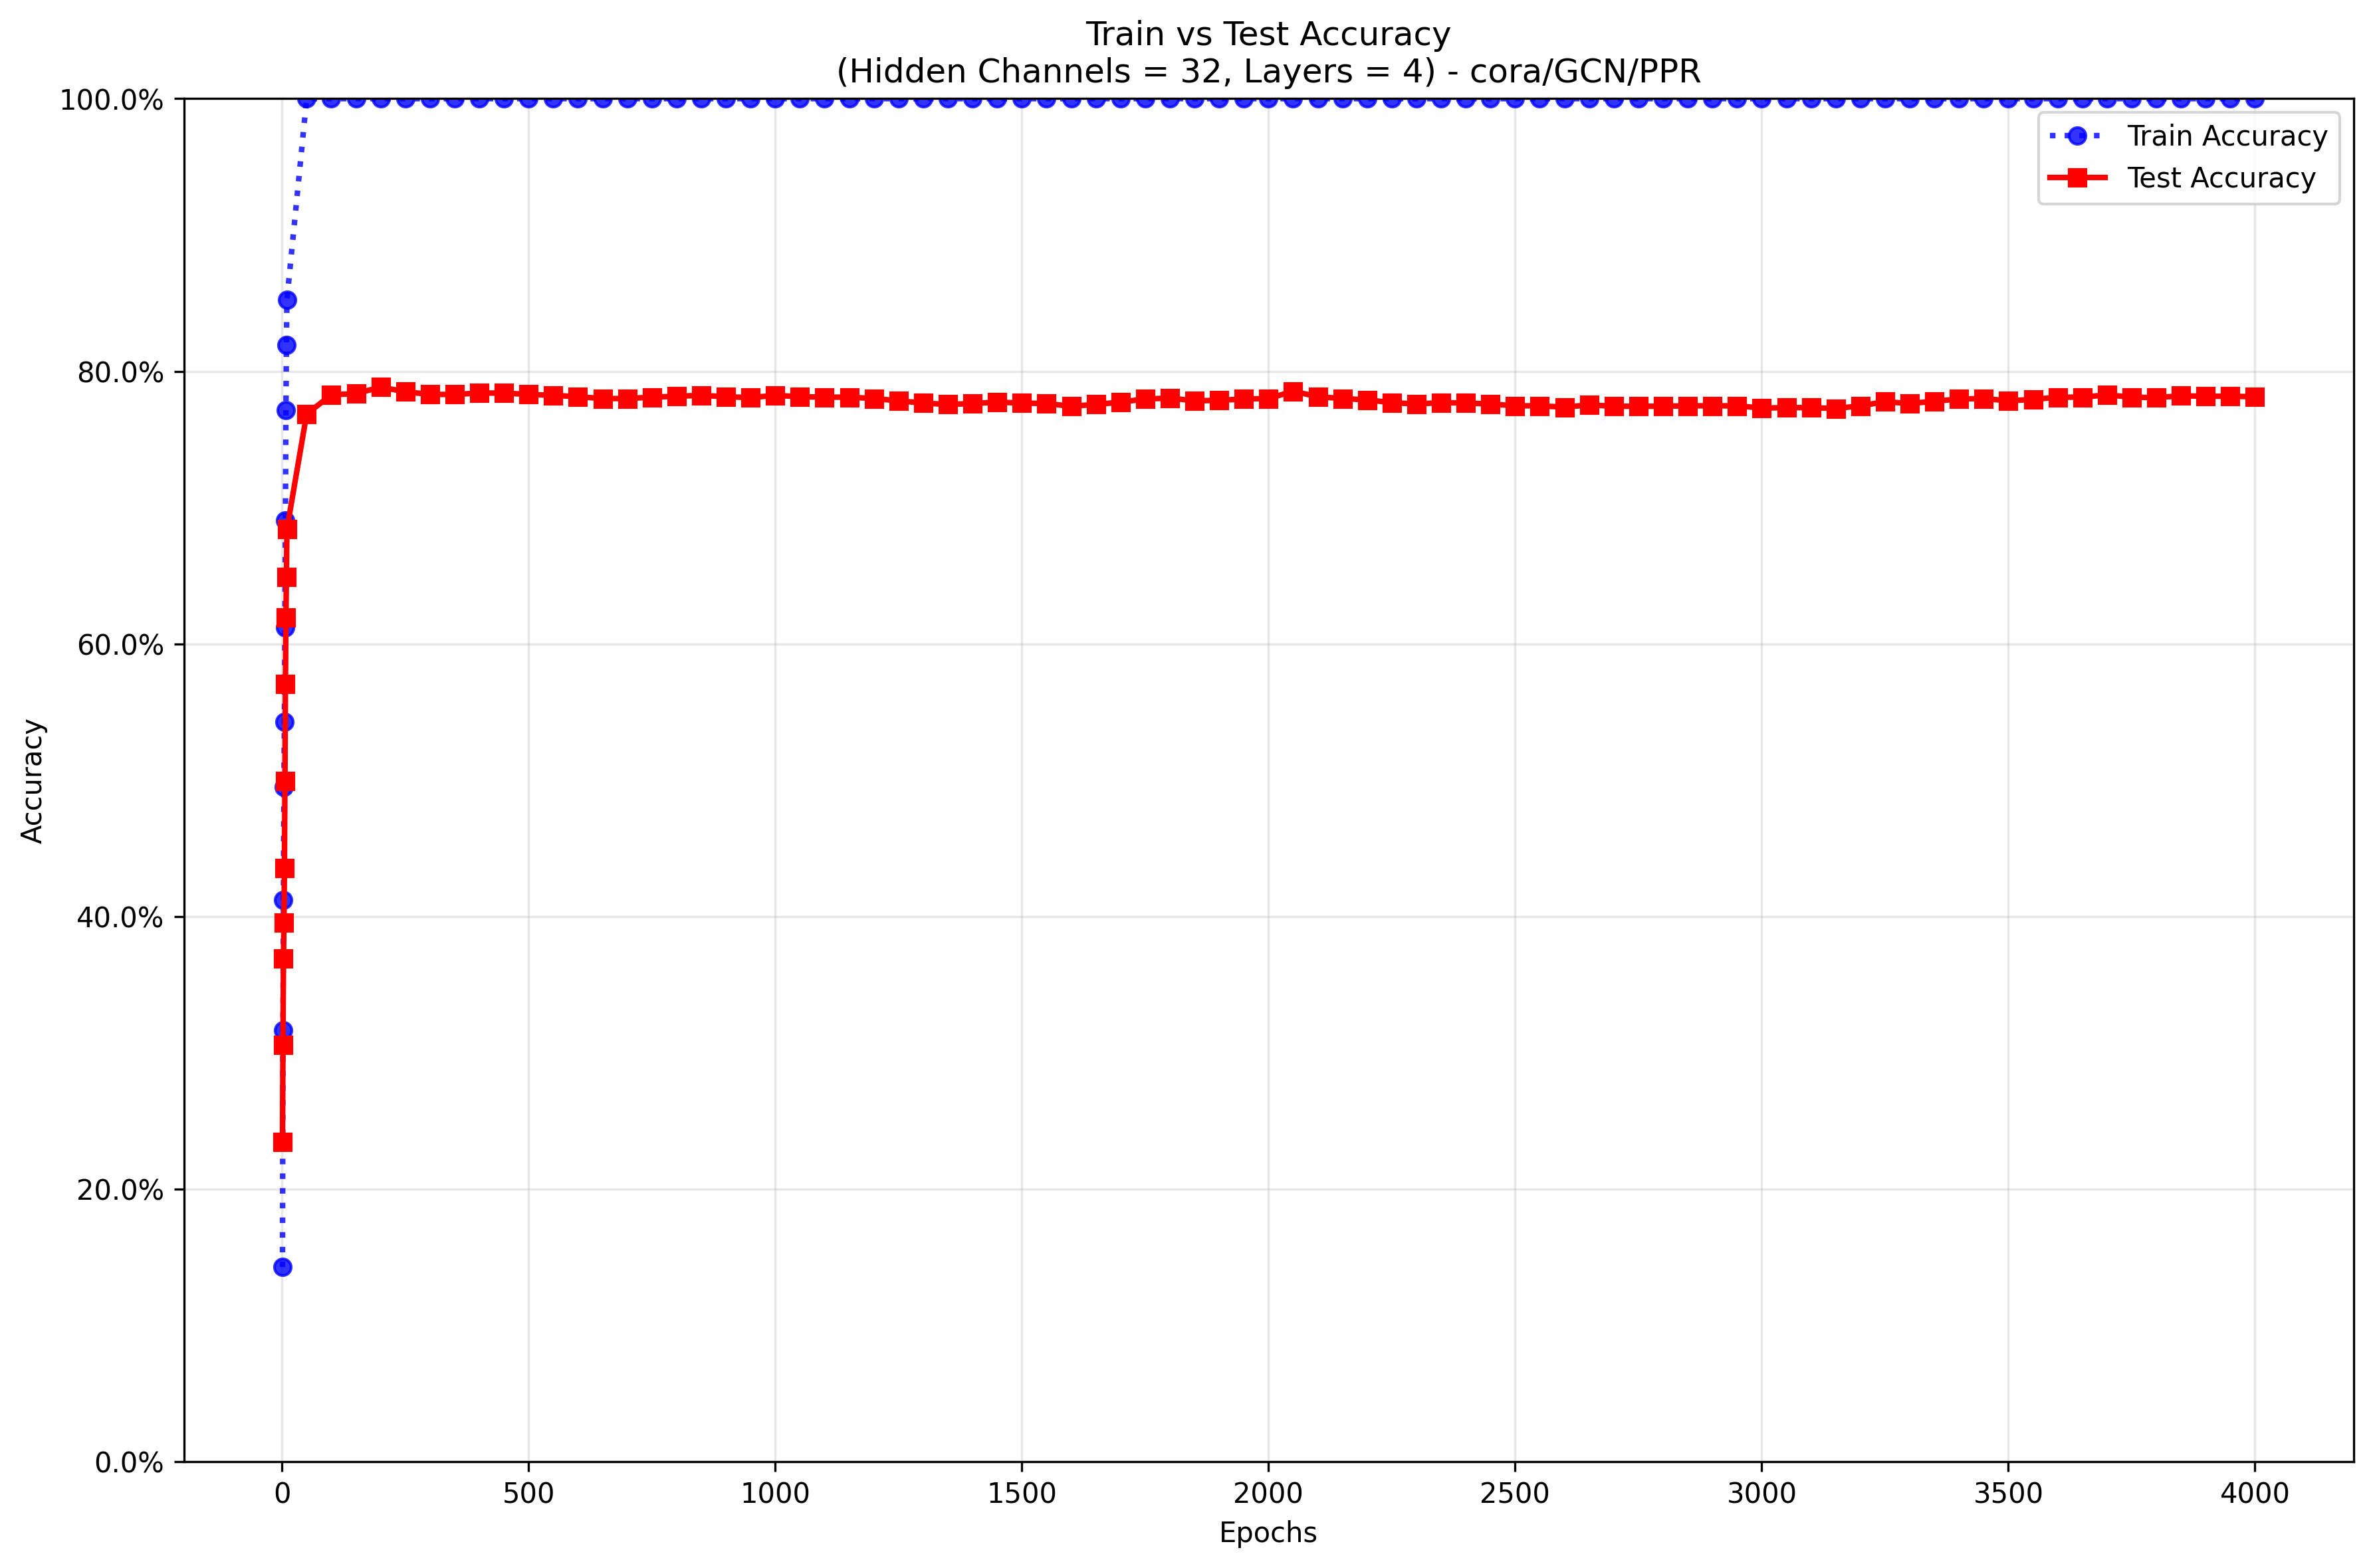 Train vs Test Accuracy
(Hidden Channels = 32, Layers = 4) - cora/GCN/PPR
100.0%
80.0%
60.0%
40.0%
20.0%
0.0%
Accuracy
Train Accuracy
Test Accuracy
0 500 1000 1500 2000 2500 3000 3500 4000
Epochs